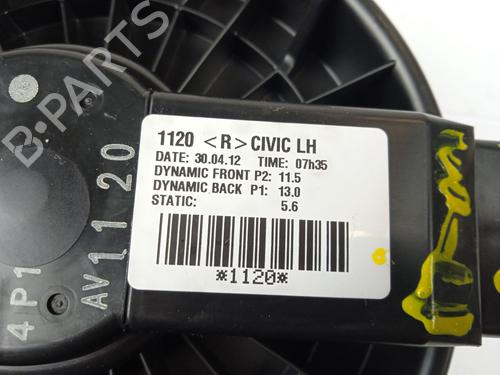 B-PARTS
1120 <R> CIVIC LH
DATE: 30.04.12 TIME: 07h35
DYNAMIC FRONT P2: 11.5
DYNAMIC BACK P1: 13.0
STATIC: 5.6
*1120*
4P1
AV1120